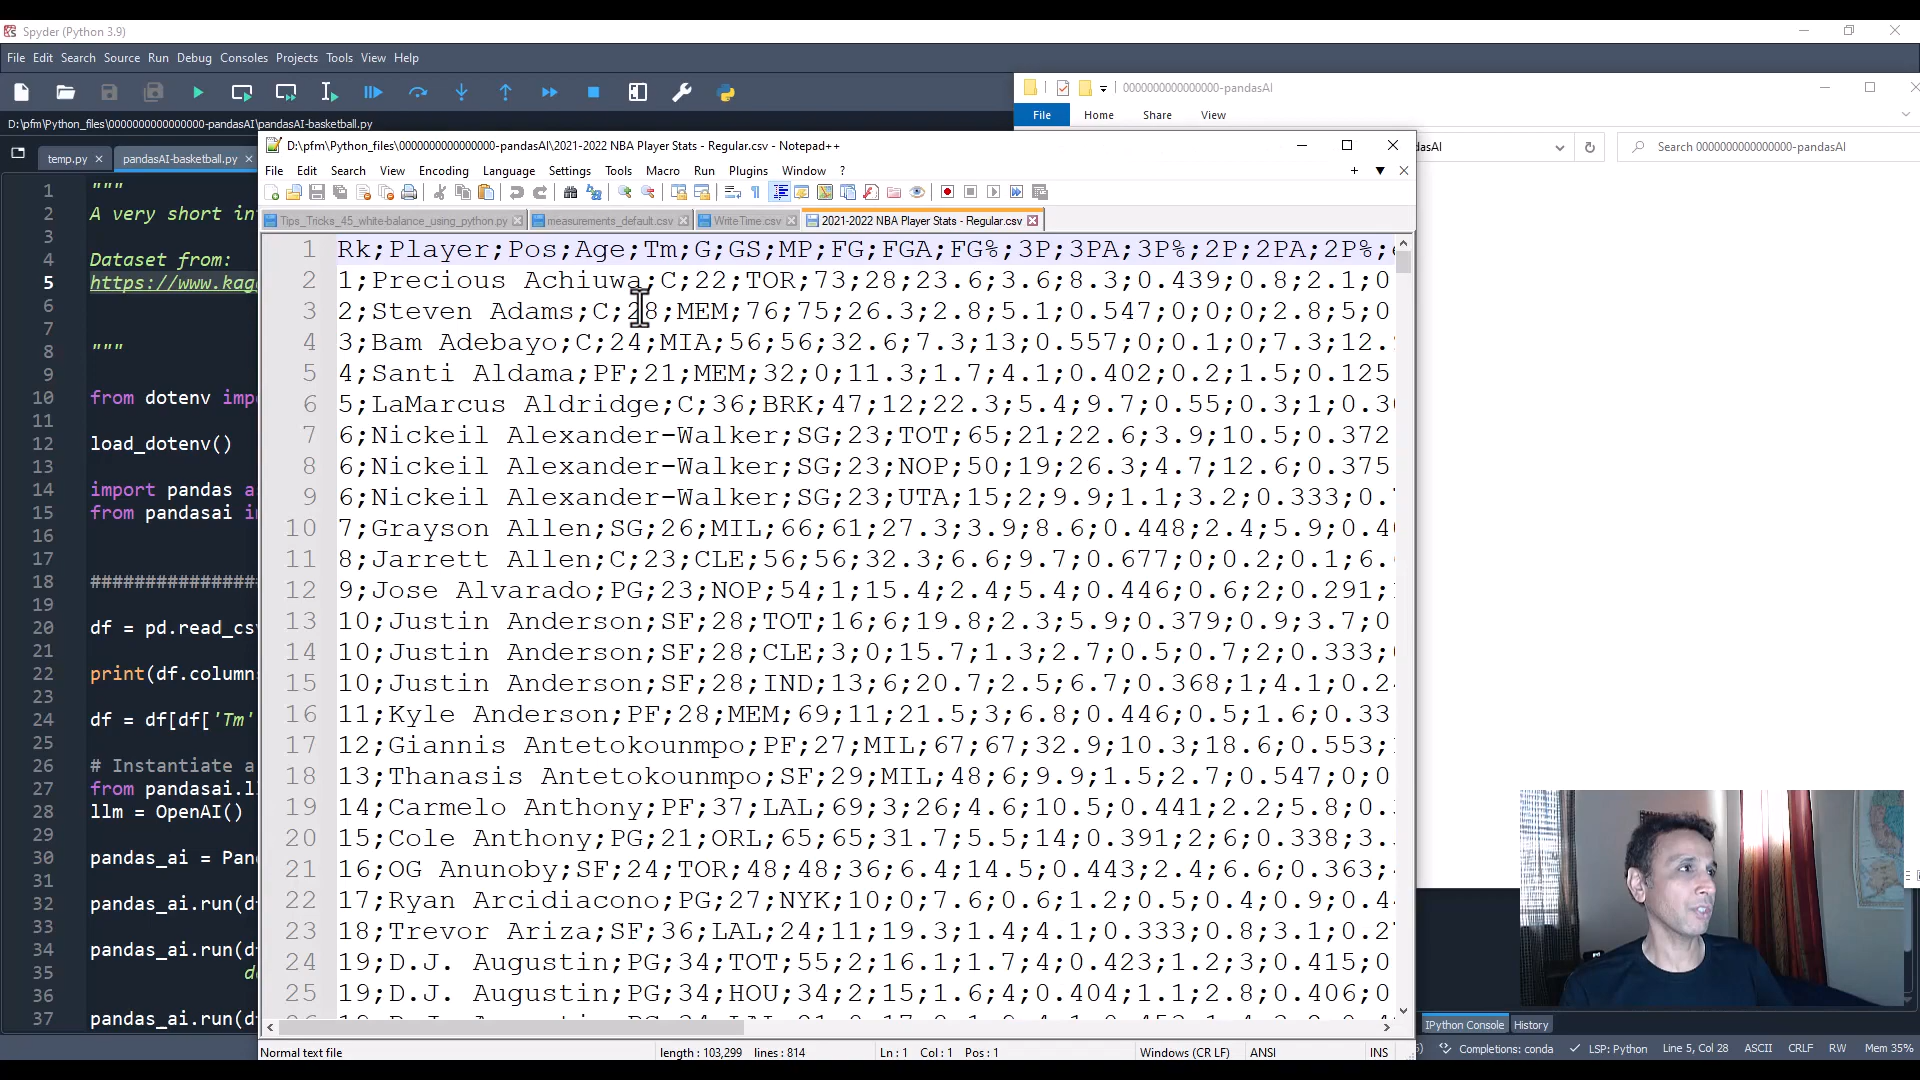 Spyder (Python 3.9)
File Edit Search Source Run Debug Consoles Projects Tools View Help
0000000000000000-pandasAI
File Home Share View
D:\pfm\Python_files\0000000000000000-pandasAI\pandasAI-basketball.py
dasAI
Search 0000000000000000-pandasAI
temp.py
pandasAI-basketball.py
D:\pfm\Python_files\0000000000000000-pandasAI\2021-2022 NBA Player Stats - Regular.csv - Notepad++
File Edit Search View Encoding Language Settings Tools Macro Run Plugins Window ?
Tips_Tricks_45_white-balance_using_python.py
measurements_default.csv
WriteTime.csv
2021-2022 NBA Player Stats - Regular.csv
1 """
2 A very short in
3
4 Dataset from:
5 https://www.kagg
6
7
8 """
9
10 from dotenv impo
11
12 load_dotenv()
13
14 import pandas as
15 from pandasai im
16
17
18 ###############
19
20 df = pd.read_csv
21
22 print(df.columns
23
24 df = df[df['Tm'
25
26 # Instantiate a
27 from pandasai.l
28 llm = OpenAI()
29
30 pandas_ai = Pan
31
32 pandas_ai.run(d
33
34 pandas_ai.run(d
35 de
36
37 pandas_ai.run(d
1 Rk;Player;Pos;Age;Tm;G;GS;MP;FG;FGA;FG%;3P;3PA;3P%;2P;2PA;2P%;e
2 1;Precious Achiuwa;C;22;TOR;73;28;23.6;3.6;8.3;0.439;0.8;2.1;0
3 2;Steven Adams;C;28;MEM;76;75;26.3;2.8;5.1;0.547;0;0;0;2.8;5;0
4 3;Bam Adebayo;C;24;MIA;56;56;32.6;7.3;13;0.557;0;0.1;0;7.3;12.
5 4;Santi Aldama;PF;21;MEM;32;0;11.3;1.7;4.1;0.402;0.2;1.5;0.125
6 5;LaMarcus Aldridge;C;36;BRK;47;12;22.3;5.4;9.7;0.55;0.3;1;0.30
7 6;Nickeil Alexander-Walker;SG;23;TOT;65;21;22.6;3.9;10.5;0.372
8 6;Nickeil Alexander-Walker;SG;23;NOP;50;19;26.3;4.7;12.6;0.375
9 6;Nickeil Alexander-Walker;SG;23;UTA;15;2;9.9;1.1;3.2;0.333;0.
10 7;Grayson Allen;SG;26;MIL;66;61;27.3;3.9;8.6;0.448;2.4;5.9;0.40
11 8;Jarrett Allen;C;23;CLE;56;56;32.3;6.6;9.7;0.677;0;0.2;0.1;6.
12 9;Jose Alvarado;PG;23;NOP;54;1;15.4;2.4;5.4;0.446;0.6;2;0.291;
13 10;Justin Anderson;SF;28;TOT;16;6;19.8;2.3;5.9;0.379;0.9;3.7;0
14 10;Justin Anderson;SF;28;CLE;3;0;15.7;1.3;2.7;0.5;0.7;2;0.333;
15 10;Justin Anderson;SF;28;IND;13;6;20.7;2.5;6.7;0.368;1;4.1;0.2
16 11;Kyle Anderson;PF;28;MEM;69;11;21.5;3;6.8;0.446;0.5;1.6;0.33
17 12;Giannis Antetokounmpo;PF;27;MIL;67;67;32.9;10.3;18.6;0.553;
18 13;Thanasis Antetokounmpo;SF;29;MIL;48;6;9.9;1.5;2.7;0.547;0;0
19 14;Carmelo Anthony;PF;37;LAL;69;3;26;4.6;10.5;0.441;2.2;5.8;0.
20 15;Cole Anthony;PG;21;ORL;65;65;31.7;5.5;14;0.391;2;6;0.338;3.
21 16;OG Anunoby;SF;24;TOR;48;48;36;6.4;14.5;0.443;2.4;6.6;0.363;
22 17;Ryan Arcidiacono;PG;27;NYK;10;0;7.6;0.6;1.2;0.5;0.4;0.9;0.4
23 18;Trevor Ariza;SF;36;LAL;24;11;19.3;1.4;4.1;0.333;0.8;3.1;0.2
24 19;D.J. Augustin;PG;34;TOT;55;2;16.1;1.7;4;0.423;1.2;3;0.415;0
25 19;D.J. Augustin;PG;34;HOU;34;2;15;1.6;4;0.404;1.1;2.8;0.406;0
Normal text file length : 103,299 lines : 814 Ln : 1 Col : 1 Pos : 1 Windows (CR LF) ANSI INS
IPython Console History
Completions: conda LSP: Python Line 5, Col 28 ASCII CRLF RW Mem 35%